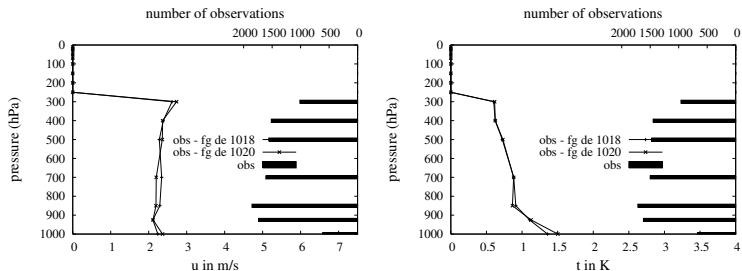 number of observations
2000 1500 1000 500 0
0
100
200
300
400
500
600
700
800
900
1000
pressure (hPa)
obs - fg de 1018
obs - fg de 1020
obs
0 1 2 3 4 5 6 7
u in m/s
number of observations
2000 1500 1000 500 0
0
100
200
300
400
500
600
700
800
900
1000
pressure (hPa)
obs - fg de 1018
obs - fg de 1020
obs
0 0.5 1 1.5 2 2.5 3 3.5 4
t in K